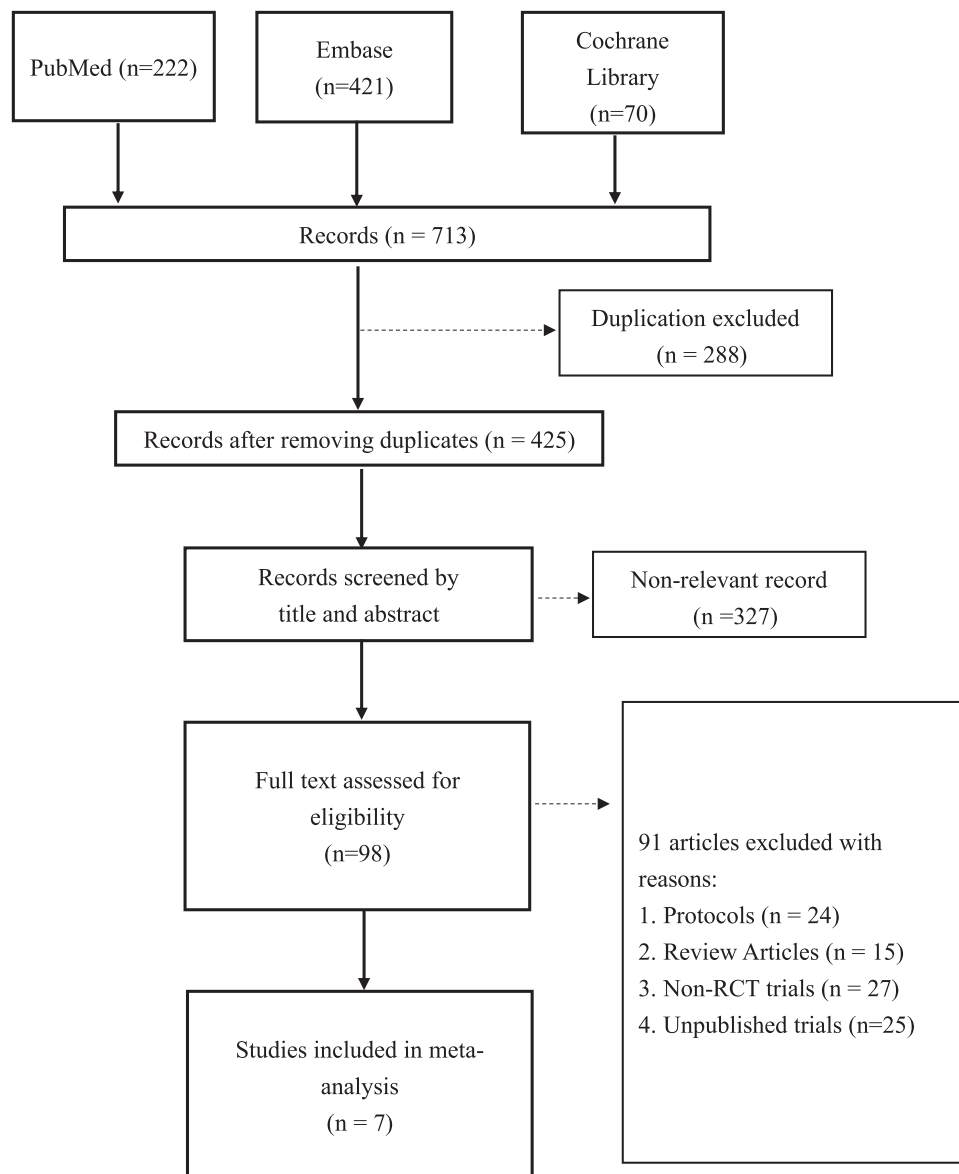 PubMed (n=222)
Embase
(n=421)
Cochrane
Library
(n=70)
Records (n = 713)
Duplication excluded
(n = 288)
Records after removing duplicates (n = 425)
Records screened by
title and abstract
Non-relevant record
(n =327)
Full text assessed for
eligibility
(n=98)
91 articles excluded with
reasons:
1. Protocols (n = 24)
2. Review Articles (n = 15)
3. Non-RCT trials (n = 27)
4. Unpublished trials (n=25)
Studies included in meta-
analysis
(n = 7)